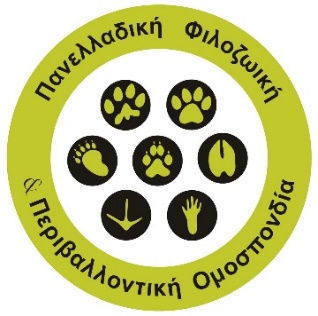 Πανελλαδική Φιλοζωική
& Περιβαλλοντική Ομοσπονδία